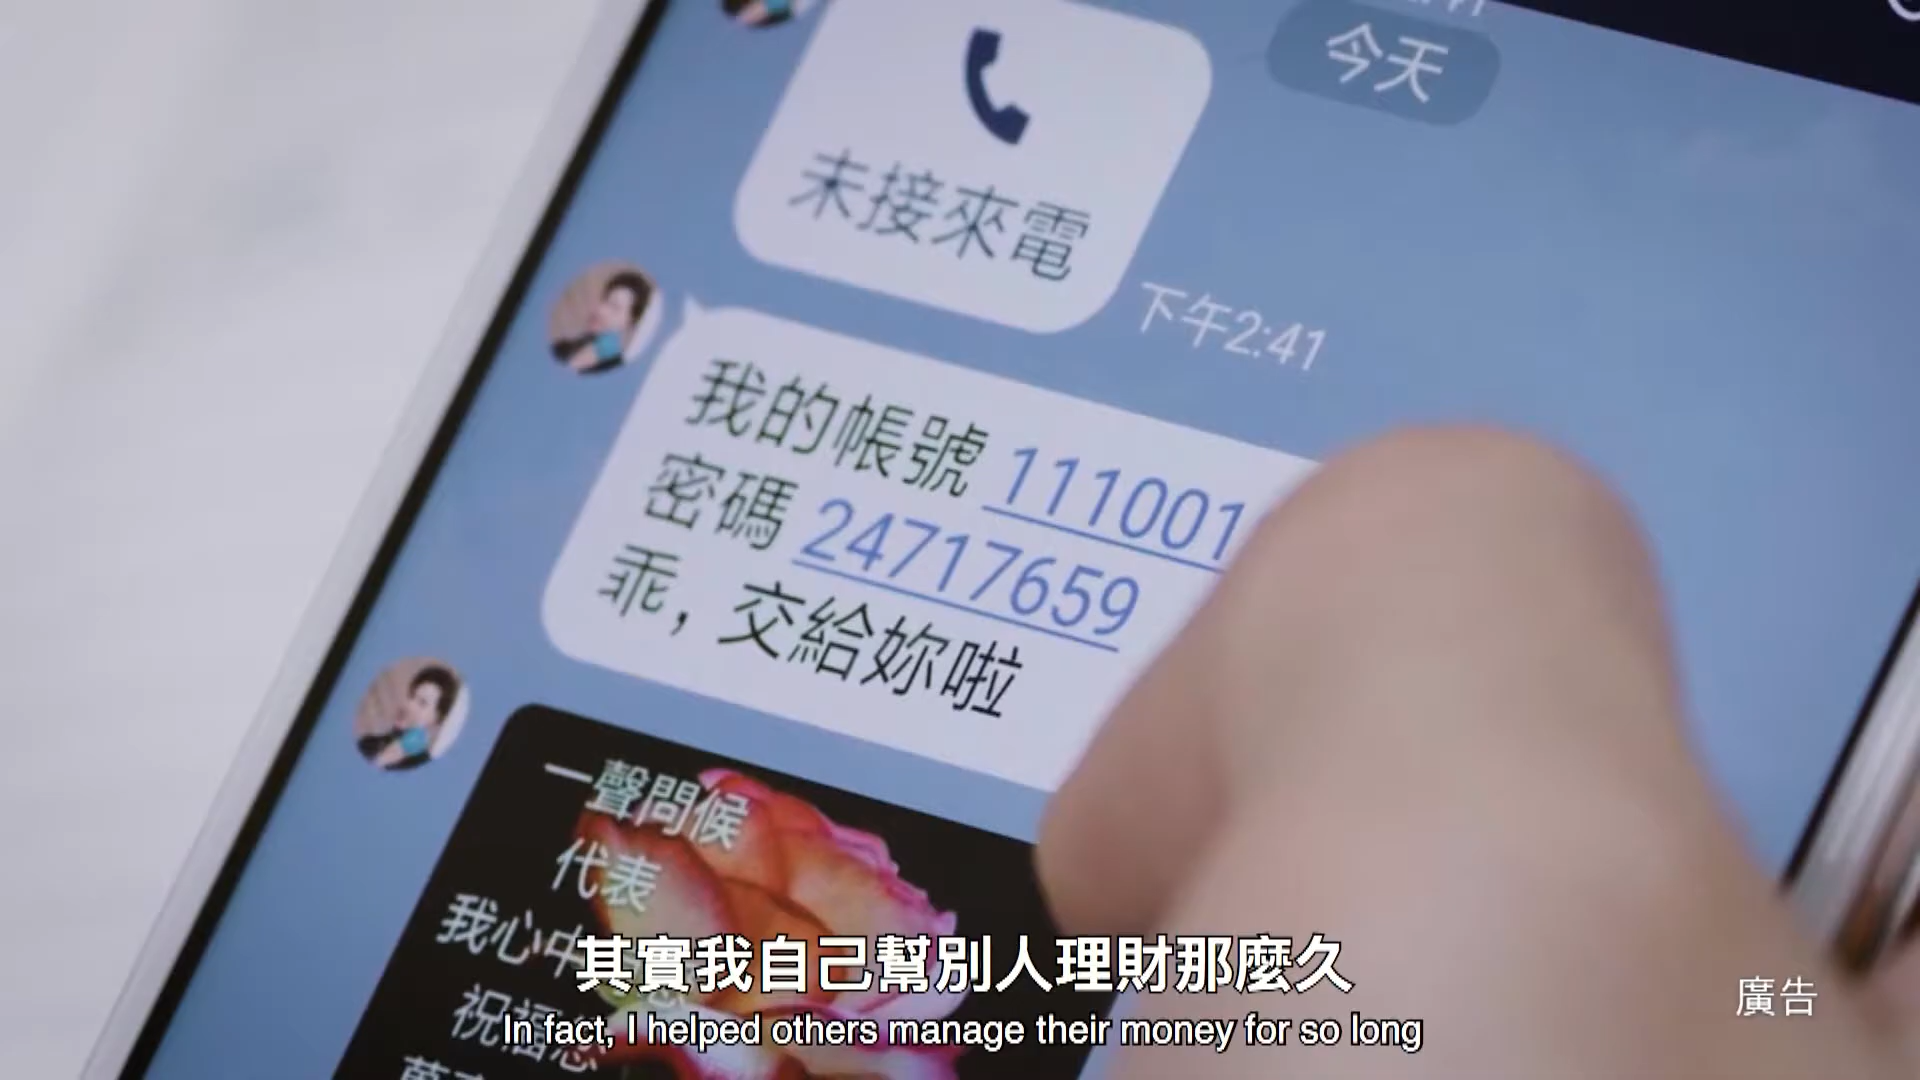 今天
未接來電
下午2:41
我的帳號 111001
密碼 24717659
乖，交給妳啦
一聲問候
代表
我心中
祝福您
其實我自己幫別人理財那麼久
In fact, I helped others manage their money for so long
廣告